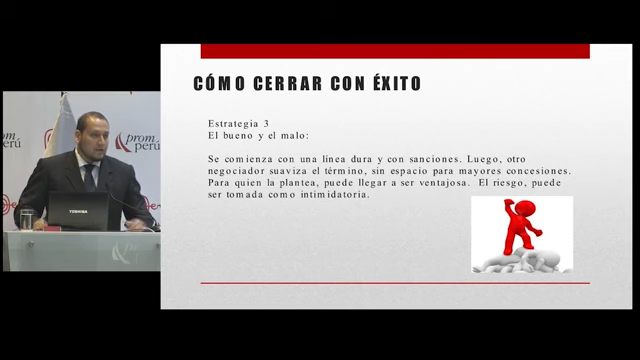 CÓMO CERRAR CON ÉXITO
Estrategia 3
El bueno y el malo:
Se comienza con una línea dura y con sanciones. Luego, otro
negociador suaviza el término, sin espacio para mayores concesiones.
Para quien la plantea, puede llegar a ser ventajosa. El riesgo, puede
ser tomada como intimidatoria.
prom
perú
TOSHIBA
prom
perú